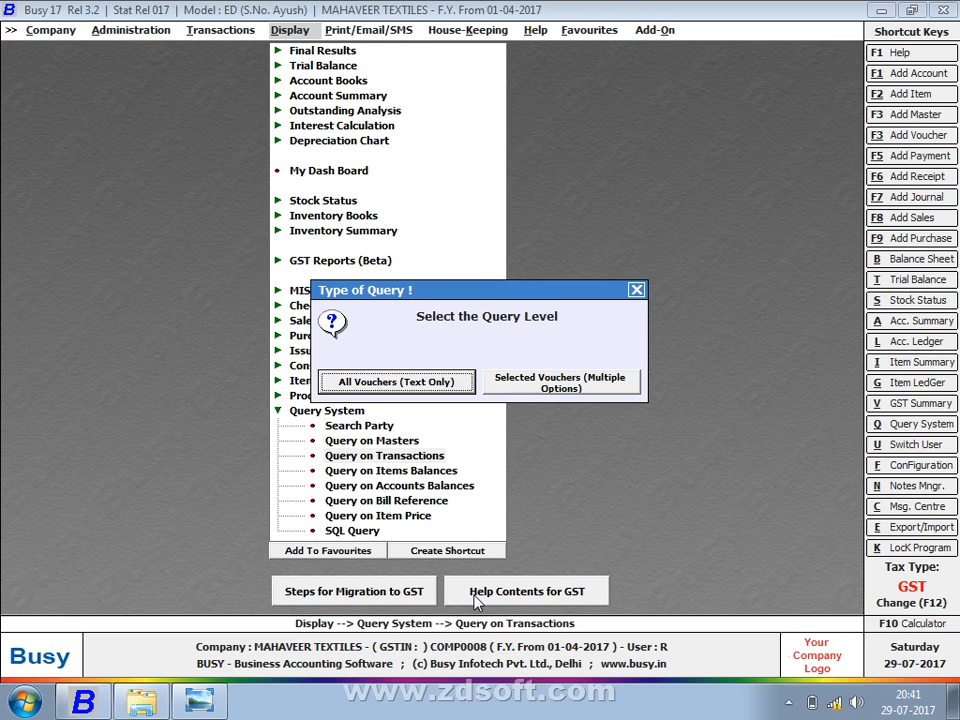 Busy 17 Rel 3.2 | Stat Rel 017 | Model : ED (S.No. Ayush) | MAHAVEER TEXTILES - F.Y. From 01-04-2017
>> Company Administration Transactions Display Print/Email/SMS House-Keeping Help Favourites Add-On
Final Results
Trial Balance
Account Books
Account Summary
Outstanding Analysis
Interest Calculation
Depreciation Chart
My Dash Board
Stock Status
Inventory Books
Inventory Summary
GST Reports (Beta)
MIS
Che
Sale
Pur
Issu
Con
Iten
Pro
Query System
Search Party
Query on Masters
Query on Transactions
Query on Items Balances
Query on Accounts Balances
Query on Bill Reference
Query on Item Price
SQL Query
Add To Favourites
Create Shortcut
Type of Query !
Select the Query Level
All Vouchers (Text Only)
Selected Vouchers (Multiple
Options)
Steps for Migration to GST
Help Contents for GST
Shortcut Keys
F1 Help
F1 Add Account
F2 Add Item
F3 Add Master
F3 Add Voucher
F5 Add Payment
F6 Add Receipt
F7 Add Journal
F8 Add Sales
F9 Add Purchase
B Balance Sheet
T Trial Balance
S Stock Status
A Acc. Summary
L Acc. Ledger
I Item Summary
G Item LedGer
V GST Summary
Q Query System
U Switch User
F ConFiguration
N Notes Mngr.
C Msg. Centre
E Export/Import
K LocK Program
Tax Type:
GST
Change (F12)
F10 Calculator
Display --> Query System --> Query on Transactions
Busy
Company : MAHAVEER TEXTILES - ( GSTIN : ) COMP0008 ( F.Y. From 01-04-2017 ) - User : R
BUSY - Business Accounting Software ; (c) Busy Infotech Pvt. Ltd., Delhi ; www.busy.in
Your
Company
Logo
Saturday
29-07-2017
www.zdsoft.com
20:41
29-07-2017